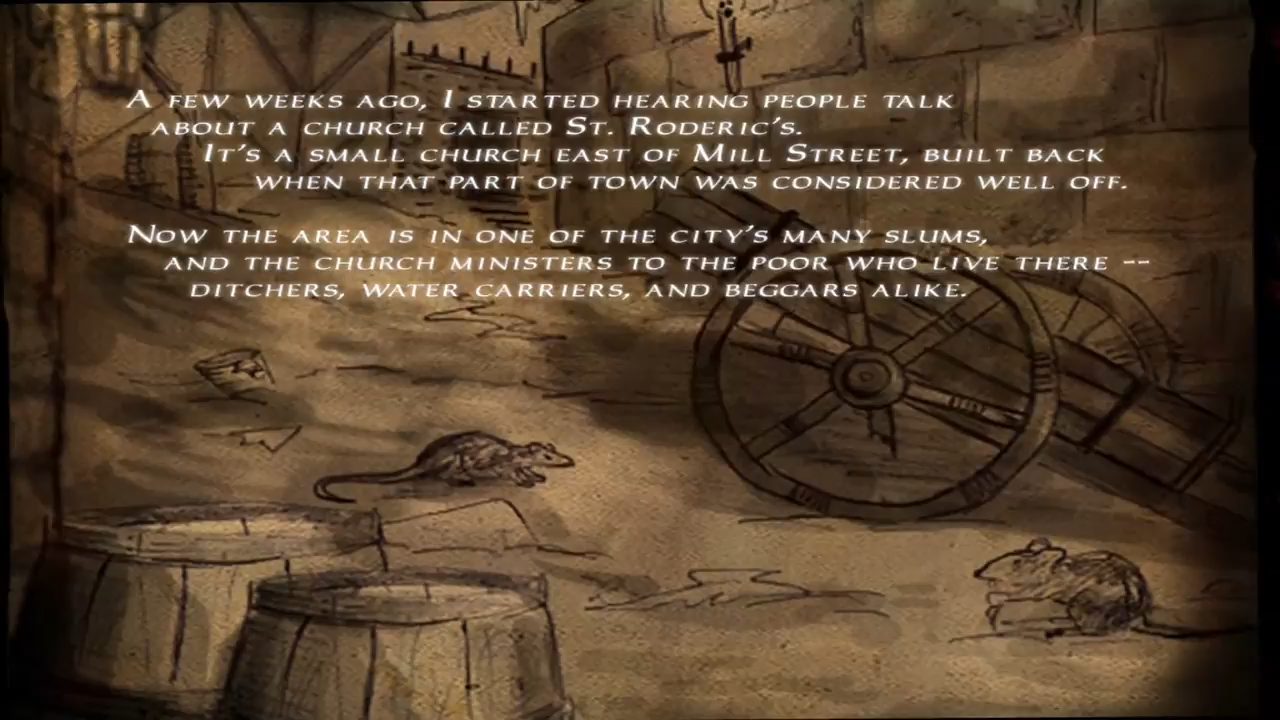 A few weeks ago, I started hearing people talk
about a church called St. Roderic's.
It's a small church east of Mill Street, built back
when that part of town was considered well off.
Now the area is in one of the city's many slums,
and the church ministers to the poor who live there --
ditchers, water carriers, and beggars alike.